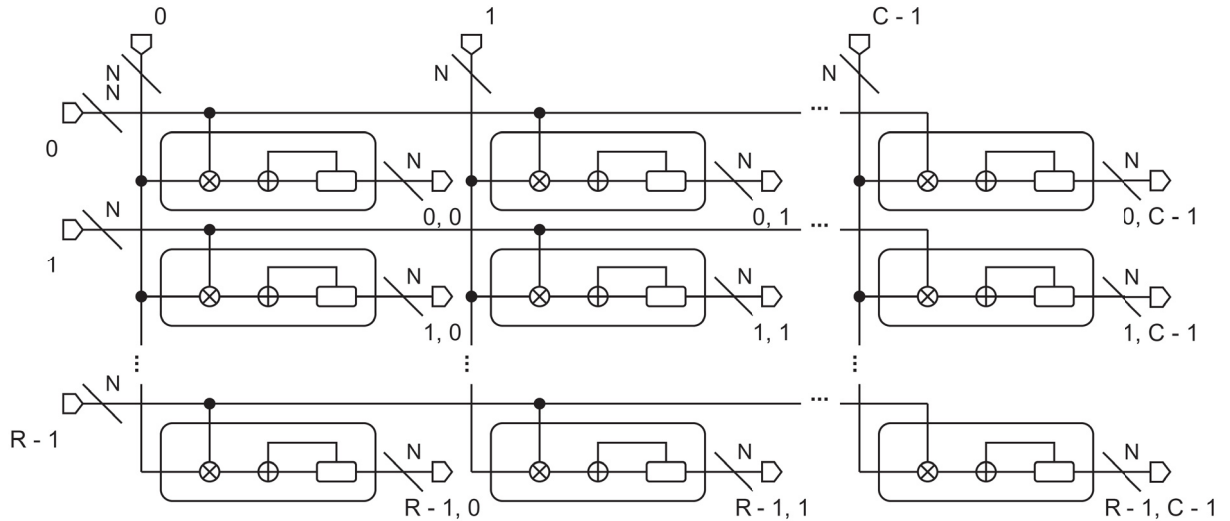 0 1 C - 1
N N N
N
0
N N N
0, 0 0, 1 0, C - 1
N ...
1
N N N
1, 0 1, 1 1, C - 1
... ... ...
N ...
R - 1
N N N
R - 1, 0 R - 1, 1 R - 1, C - 1